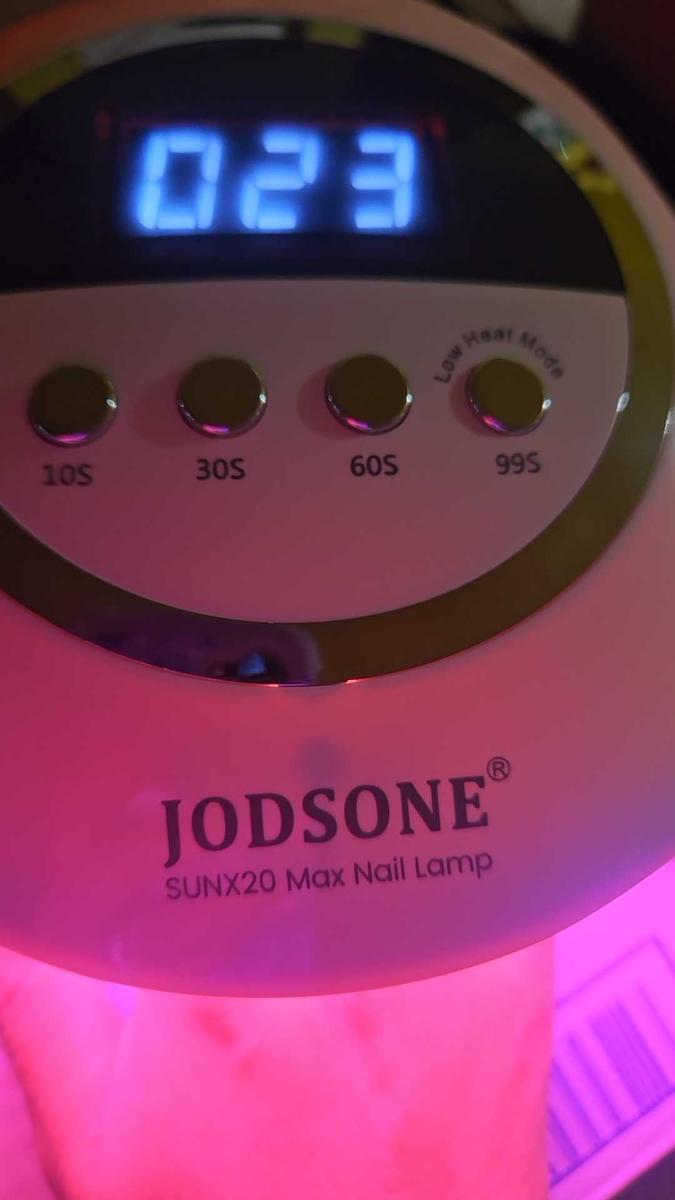 023
Low Heat Mode
10S 30S 60S 99S
JODSONE®
SUNX20 Max Nail Lamp